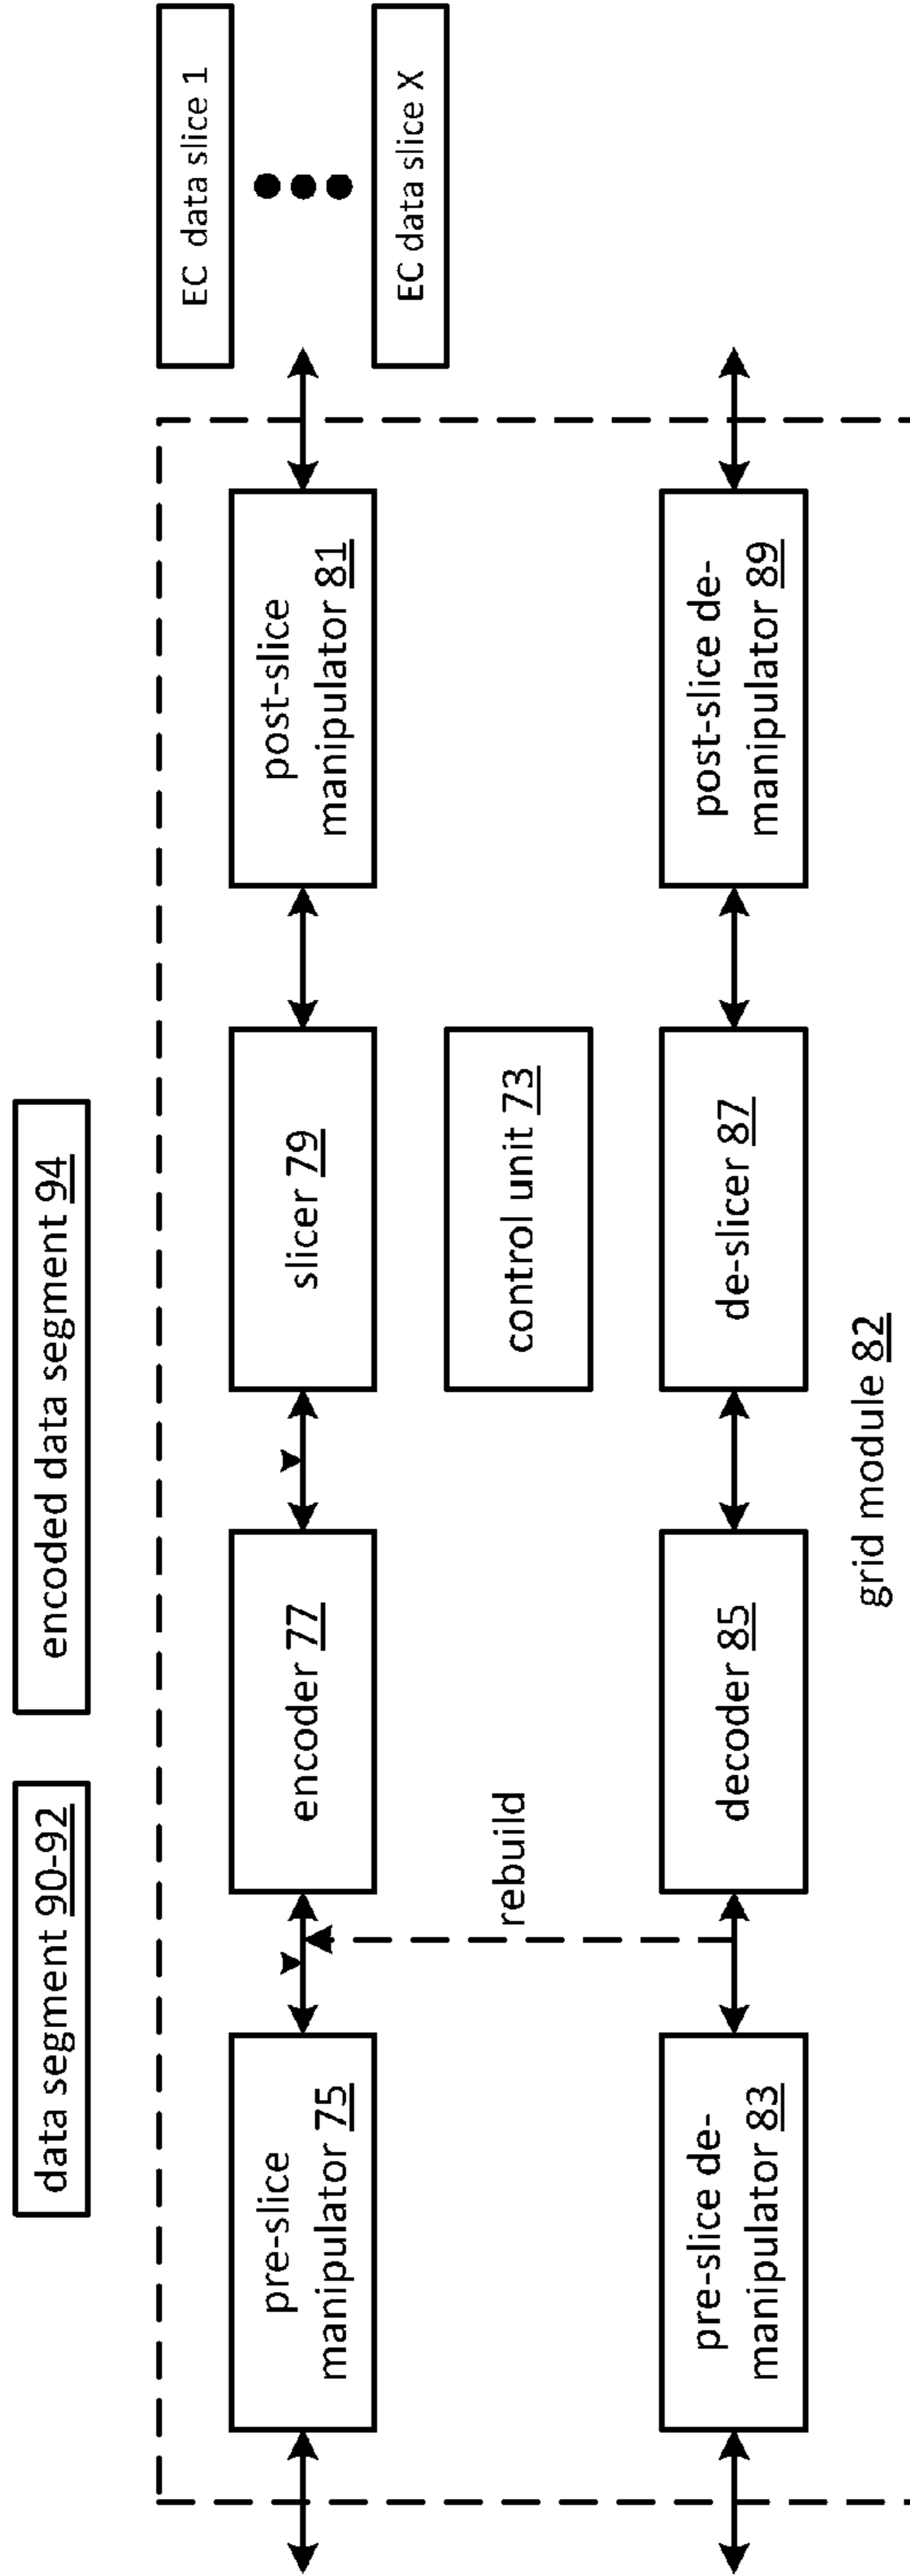 data segment 90-92
encoded data segment 94
EC data slice 1
EC data slice X
pre-slice
manipulator 75
encoder 77
slicer 79
post-slice
manipulator 81
rebuild
control unit 73
pre-slice de-
manipulator 83
decoder 85
de-slicer 87
post-slice de-
manipulator 89
grid module 82